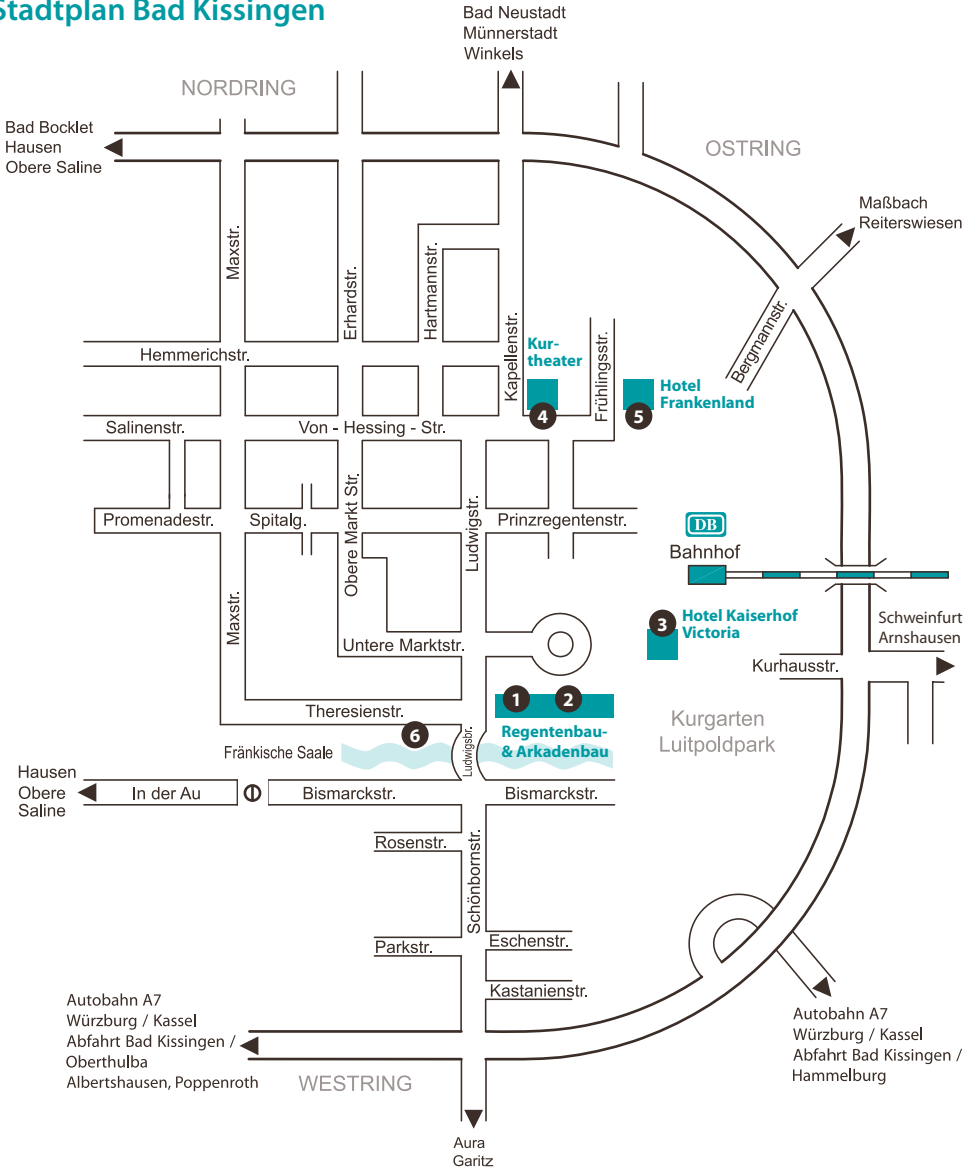 Stadtplan Bad Kissingen
Bad Neustadt
Münnerstadt
Winkels
NORDRING
Bad Bocklet
Hausen
Obere Saline
OSTRING
Maßbach
Reiterswiesen
Maxstr.
Erhardstr.
Hartmannstr.
Kapellenstr.
Bergmannstr.
Hemmerichstr.
Kur-
theater
Frühlingsstr.
Hotel
Frankenland
4
5
Salinenstr.
Von - Hessing - Str.
Obere Markt Str.
Ludwigstr.
Promenadestr.
Spitalg.
Prinzregentenstr.
DB
Bahnhof
Maxstr.
3
Hotel Kaiserhof
Victoria
Schweinfurt
Arnshausen
Untere Marktstr.
Kurhausstr.
1
2
Theresienstr.
Regentenbau-
& Arkadenbau
Kurgarten
Luitpoldpark
6
Fränkische Saale
Ludwigsbr.
Hausen
Obere
Saline
In der Au
Bismarckstr.
Bismarckstr.
Rosenstr.
Schönbornstr.
Parkstr.
Eschenstr.
Kastanienstr.
Autobahn A7
Würzburg / Kassel
Abfahrt Bad Kissingen /
Oberthulba
Albertshausen, Poppenroth
WESTRING
Autobahn A7
Würzburg / Kassel
Abfahrt Bad Kissingen /
Hammelburg
Aura
Garitz